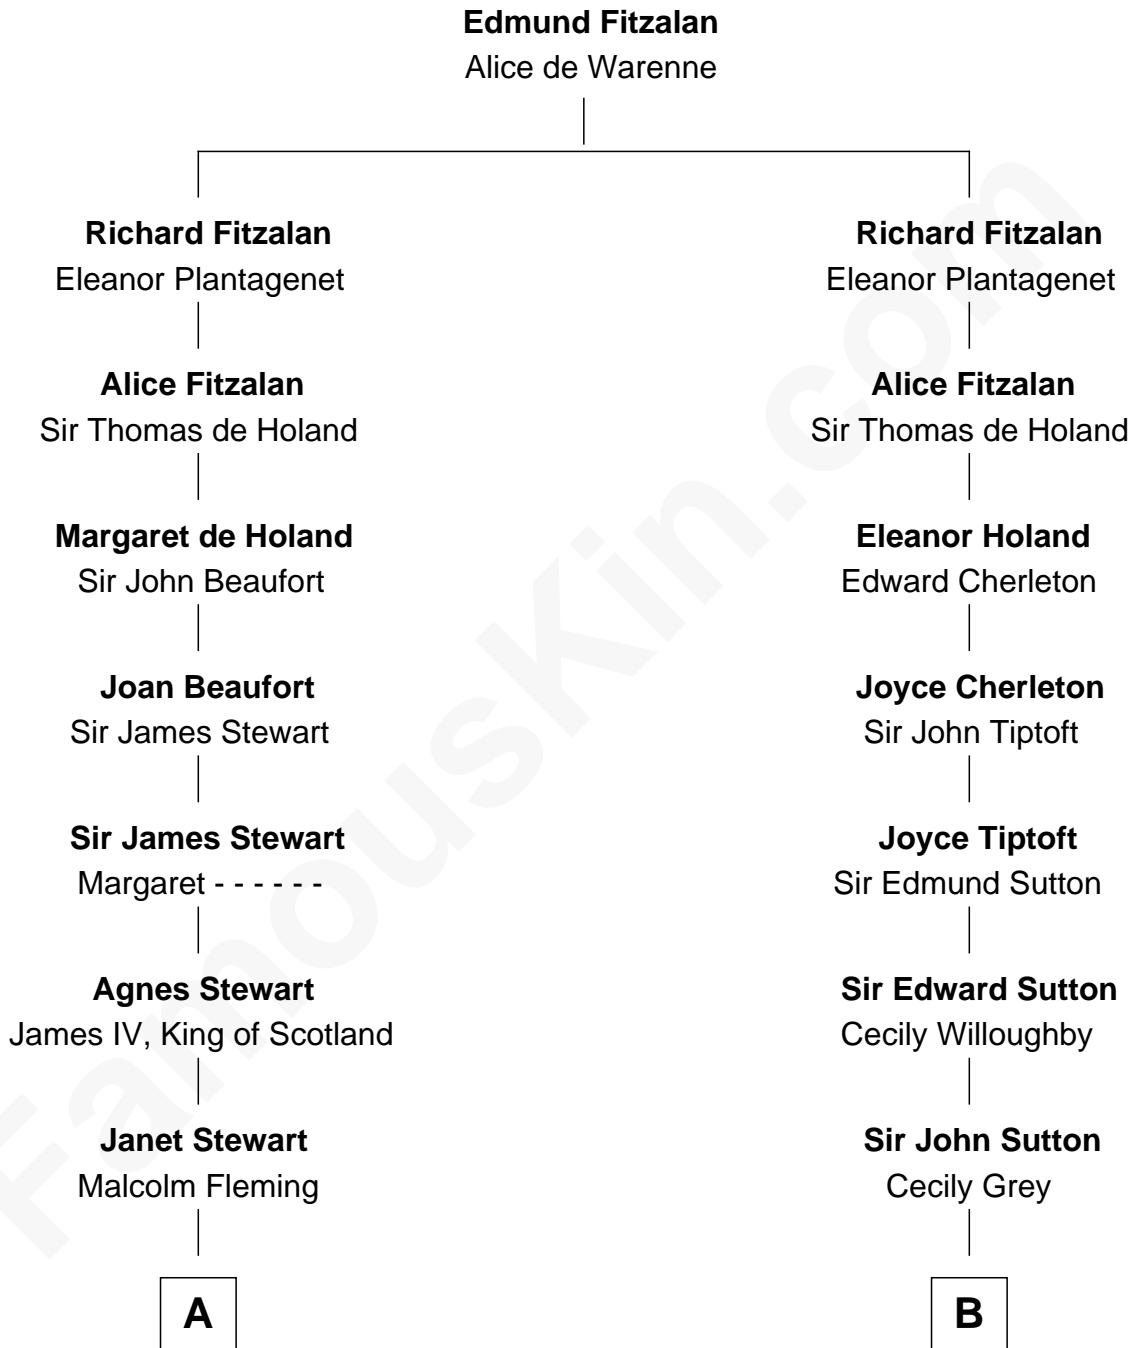 Edmund Fitzalan
Alice de Warenne
Richard Fitzalan
Eleanor Plantagenet
Richard Fitzalan
Eleanor Plantagenet
Alice Fitzalan
Sir Thomas de Holand
Alice Fitzalan
Sir Thomas de Holand
Margaret de Holand
Sir John Beaufort
Eleanor Holand
Edward Cherleton
Joan Beaufort
Sir James Stewart
Joyce Cherleton
Sir John Tiptoft
Sir James Stewart
Margaret - - - - - -
Joyce Tiptoft
Sir Edmund Sutton
Agnes Stewart
James IV, King of Scotland
Sir Edward Sutton
Cecily Willoughby
Janet Stewart
Malcolm Fleming
Sir John Sutton
Cecily Grey
A
B
FamousKin.com